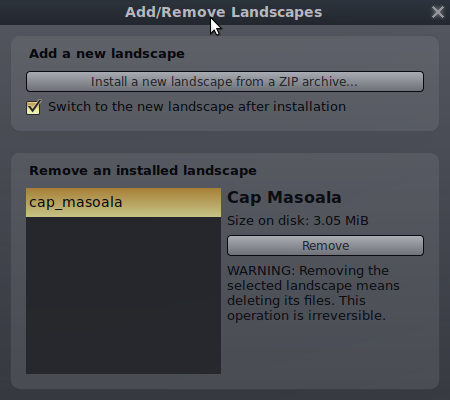 Add/Remove Landscapes
Add a new landscape
Install a new landscape from a ZIP archive...
Switch to the new landscape after installation
Remove an installed landscape
cap_masoala
Cap Masoala
Size on disk: 3.05 MiB
Remove
WARNING: Removing the
selected landscape means
deleting its files. This
operation is irreversible.